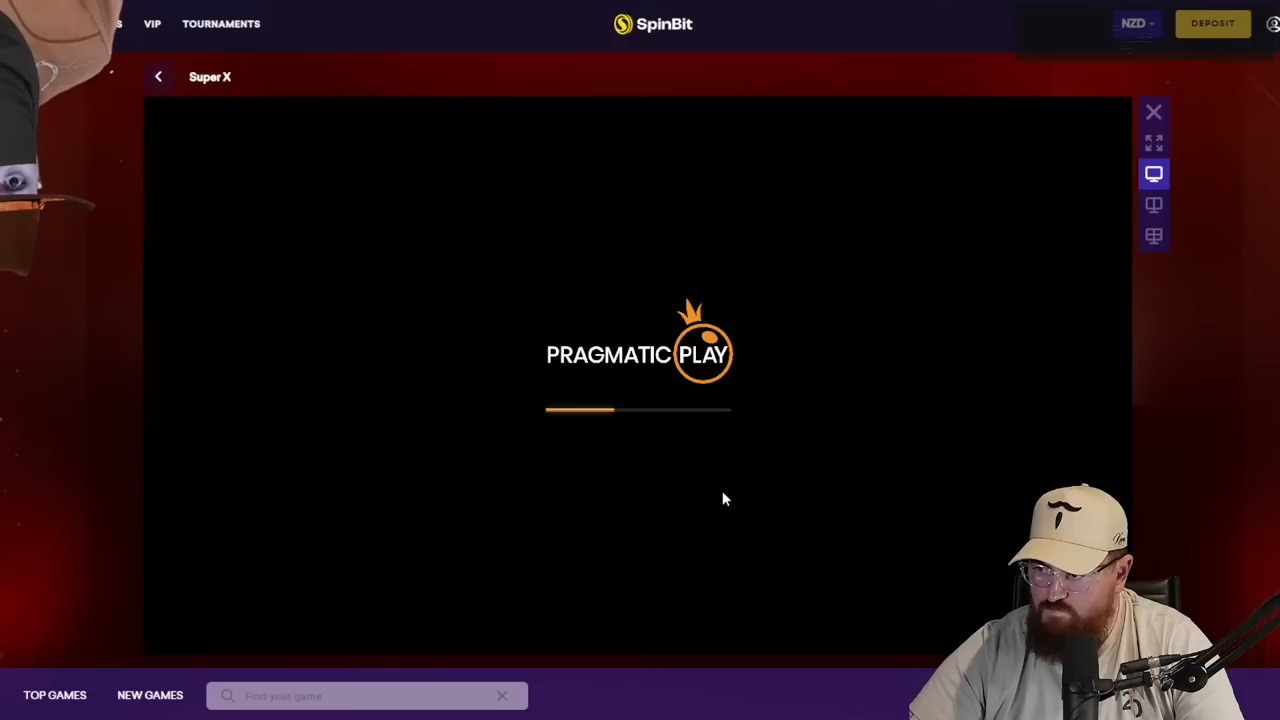 VIP
TOURNAMENTS
SpinBit
NZD
DEPOSIT
Super X
PRAGMATIC PLAY
TOP GAMES
NEW GAMES
Find your game